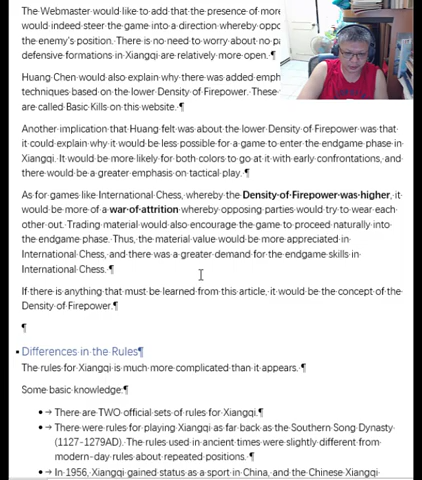 The Webmaster would like to add that the presence of more
would indeed steer the game into a direction whereby oppo
the enemy's position. There is no need to worry about no pa
defensive formations in Xiangqi are relatively more open.
Huang Chen would also explain why there was added emph
techniques based on the lower Density of Firepower. These
are called Basic Kills on this website.
Another implication that Huang felt was about the lower Density of Firepower was that
it could explain why it would be less possible for a game to enter the endgame phase in
Xiangqi. It would be more likely for both colors to go at it with early confrontations, and
there would be a greater emphasis on tactical play.
As for games like International Chess, whereby the Density of Firepower was higher, it
would be more of a war of attrition whereby opposing parties would try to wear each
other out. Trading material would also encourage the game to proceed naturally into
the endgame phase. Thus, the material value would be more appreciated in
International Chess, and there was a greater demand for the endgame skills in
International Chess.
If there is anything that must be learned from this article, it would be the concept of the
Density of Firepower.
Differences in the Rules
The rules for Xiangqi is much more complicated than it appears.
Some basic knowledge:
There are TWO official sets of rules for Xiangqi.
There were rules for playing Xiangqi as far back as the Southern Song Dynasty
(1127-1279AD). The rules used in ancient times were slightly different from
modern-day rules about repeated positions.
In 1956, Xiangqi gained status as a sport in China, and the Chinese Xiangqi